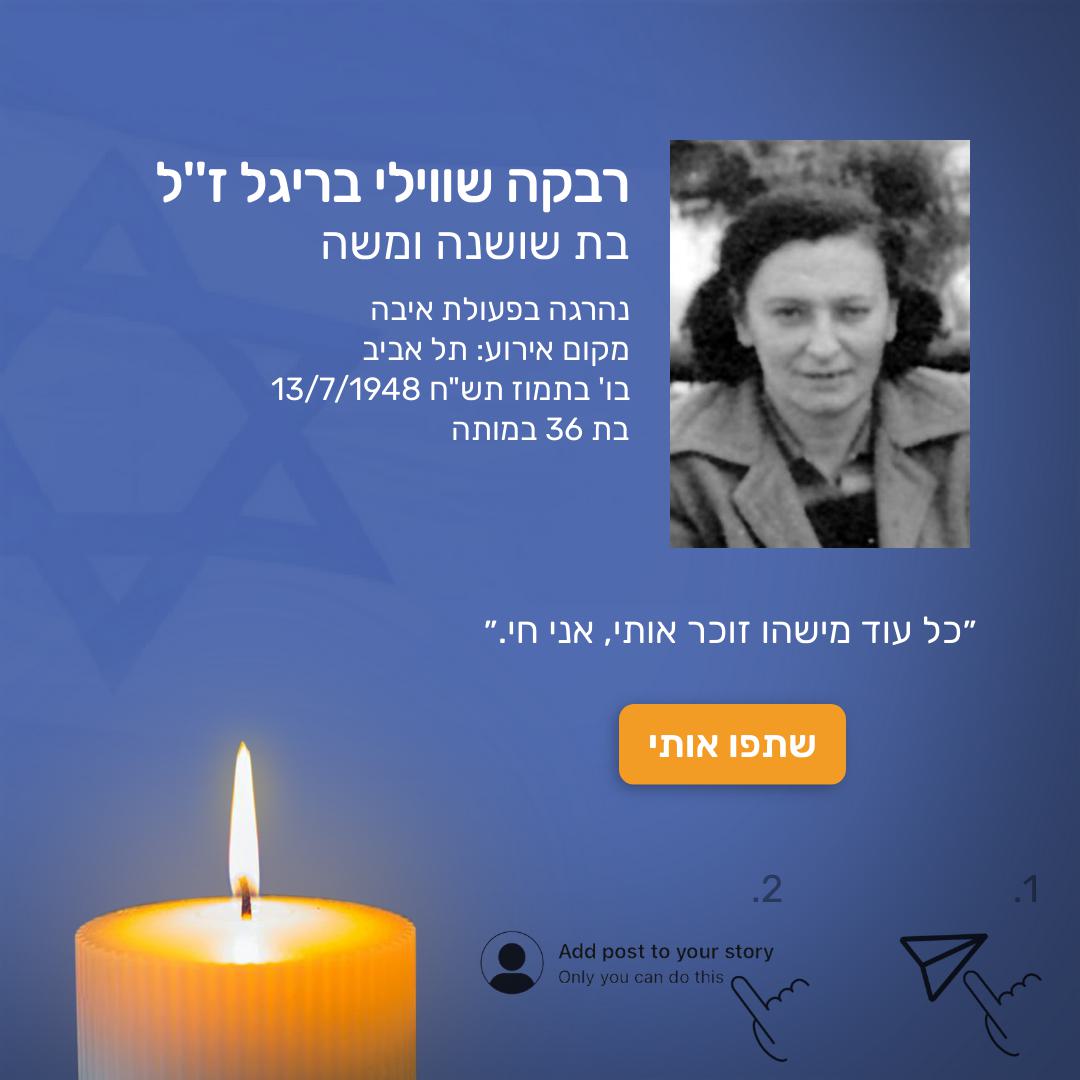 רבקה שווילי בריגל ז"ל
בת שושנה ומשה
נהרגה בפעולת איבה
מקום אירוע: תל אביב
בו' בתמוז תש"ח 13/7/1948
בת 36 במותה
״כל עוד מישהו זוכר אותי, אני חי.״
שתפו אותי
1.
2.
Add post to your story
Only you can do this